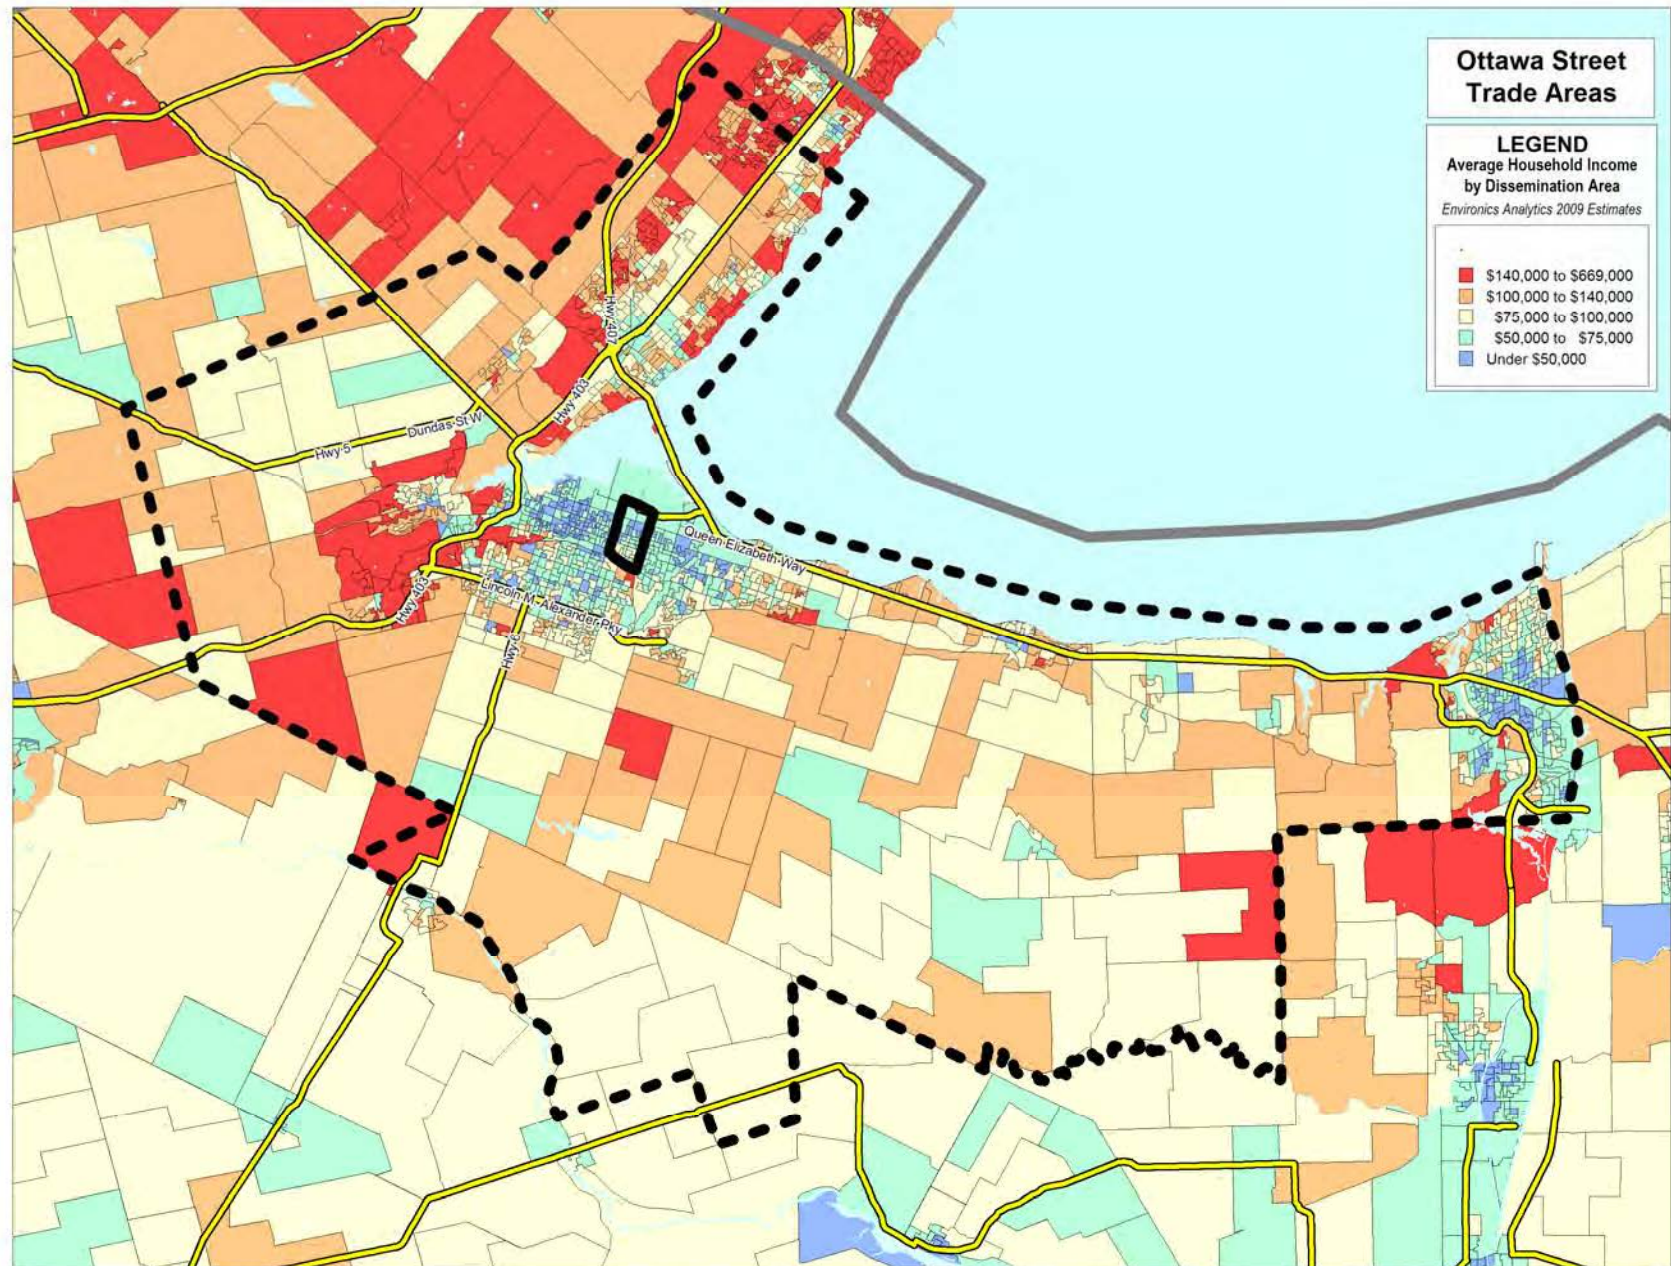 Ottawa Street
Trade Areas
LEGEND
Average Household Income
by Dissemination Area
Environics Analytics 2009 Estimates
$140,000 to $669,000
$100,000 to $140,000
$75,000 to $100,000
$50,000 to $75,000
Under $50,000
Hwy 407
Hwy 403
Dundas St W
Hwy 5
Queen Elizabeth Way
Hwy 403
Lincoln M. Alexander Pky
Hwy 6